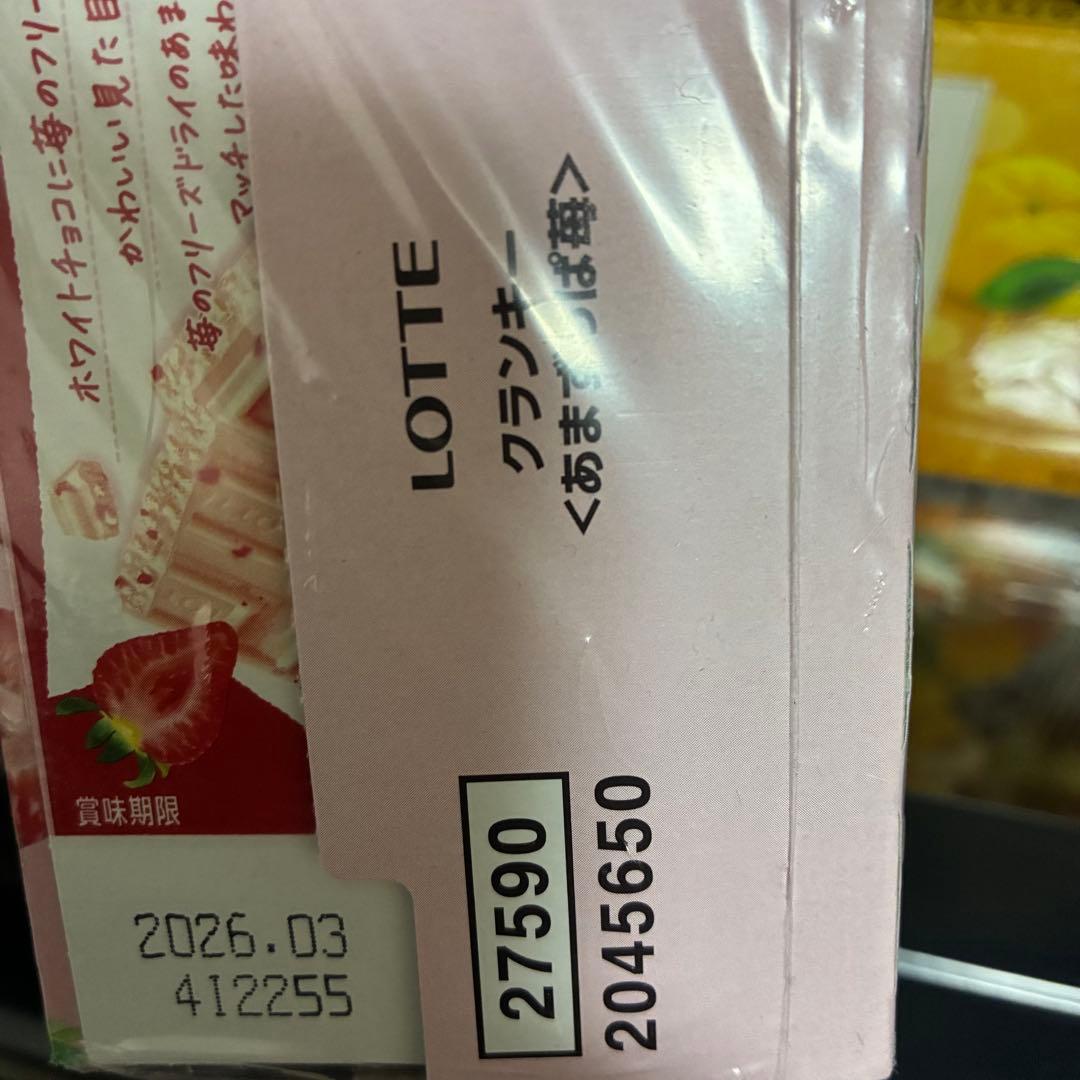 ホワイトチョコに苺のフリー
かわいい見た目
苺のフリーズドライのあま
マッチした味わ
LOTTE
クランキー
<あまずっぱ苺>
賞味期限
2026.03
412255
27590
2045650